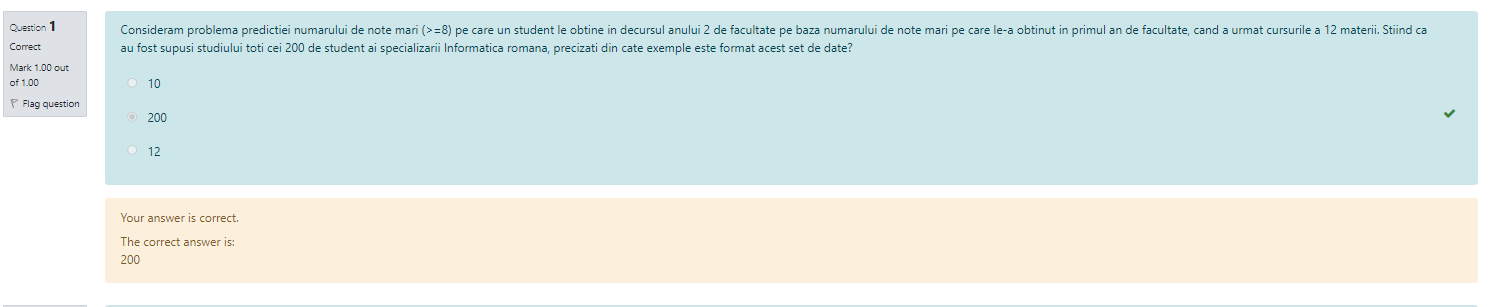 Question 1
Correct
Mark 1.00 out
of 1.00
Flag question
Consideram problema predictiei numarului de note mari (>=8) pe care un student le obtine in decursul anului 2 de facultate pe baza numarului de note mari pe care le-a obtinut in primul an de facultate, cand a urmat cursurile a 12 materii. Stiind ca
au fost supusi studiului toti cei 200 de student ai specializarii Informatica romana, precizati din cate exemple este format acest set de date?
10
200
12
Your answer is correct.
The correct answer is:
200